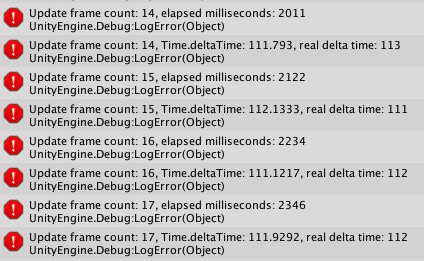 Update frame count: 14, elapsed milliseconds: 2011
UnityEngine.Debug:LogError(Object)
Update frame count: 14, Time.deltaTime: 111.793, real delta time: 113
UnityEngine.Debug:LogError(Object)
Update frame count: 15, elapsed milliseconds: 2122
UnityEngine.Debug:LogError(Object)
Update frame count: 15, Time.deltaTime: 112.1333, real delta time: 111
UnityEngine.Debug:LogError(Object)
Update frame count: 16, elapsed milliseconds: 2234
UnityEngine.Debug:LogError(Object)
Update frame count: 16, Time.deltaTime: 111.1217, real delta time: 112
UnityEngine.Debug:LogError(Object)
Update frame count: 17, elapsed milliseconds: 2346
UnityEngine.Debug:LogError(Object)
Update frame count: 17, Time.deltaTime: 111.9292, real delta time: 112
UnityEngine.Debug:LogError(Object)